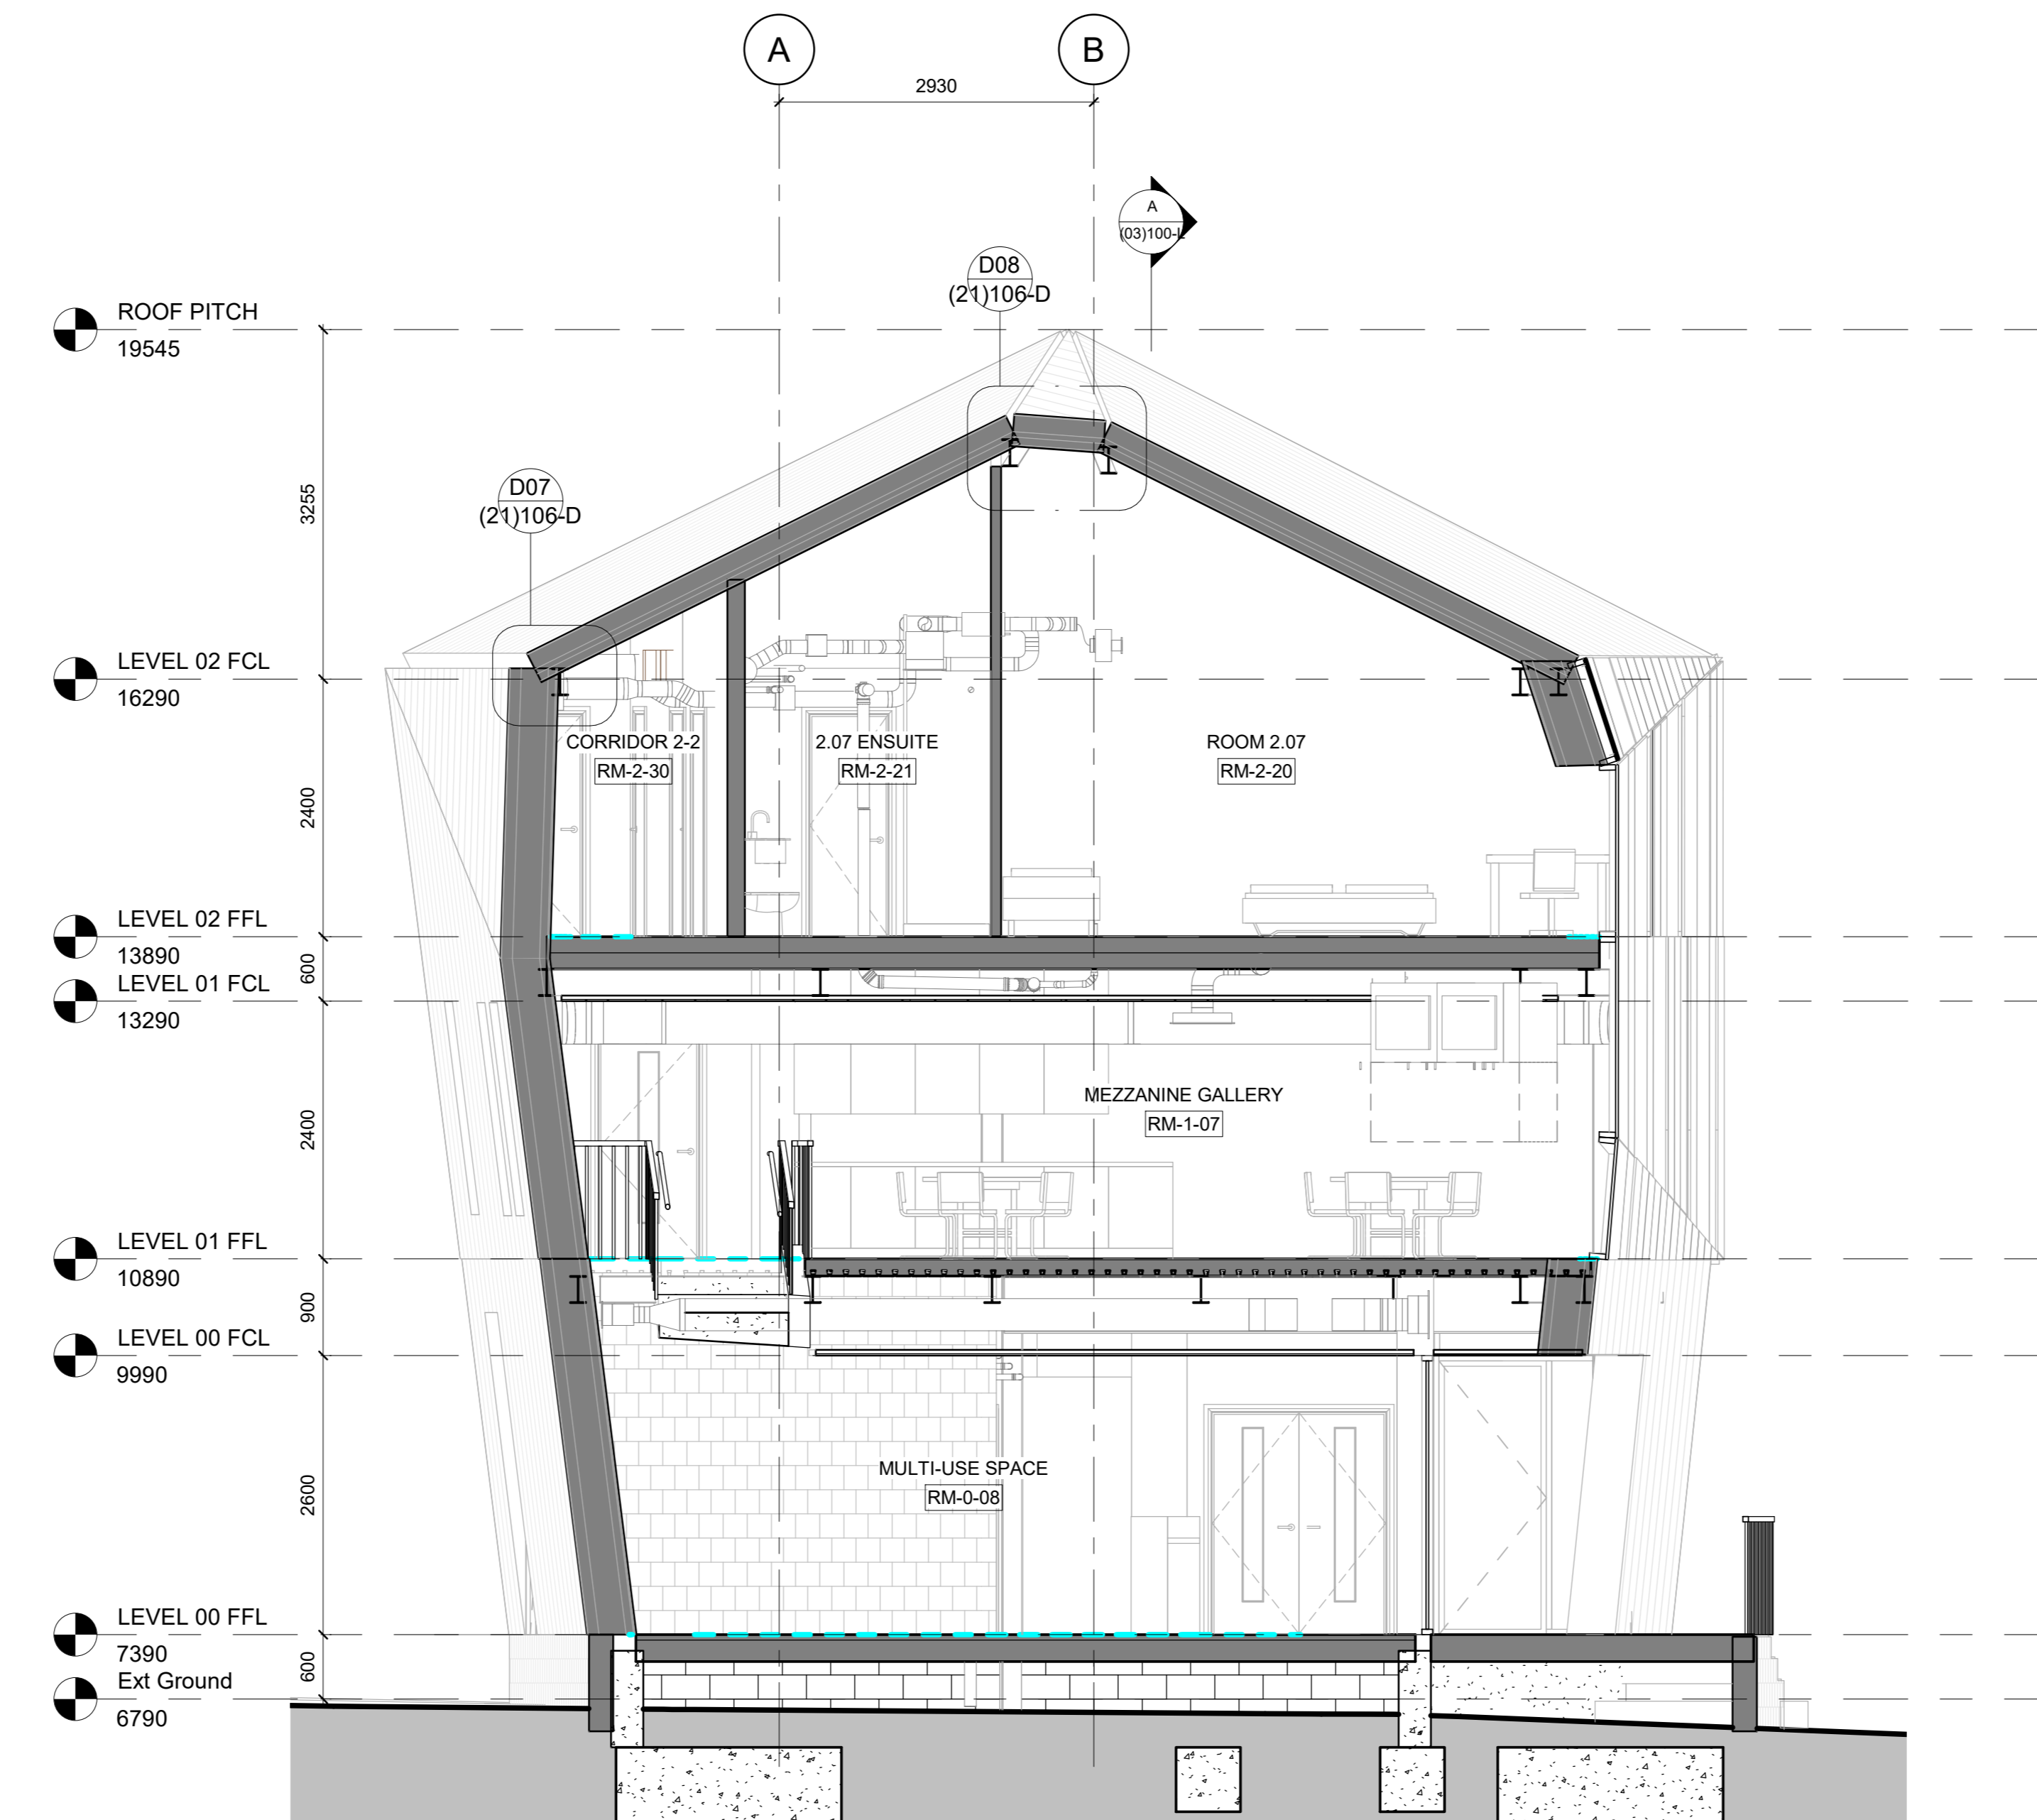 A
B
2930
A
(03)100-L
D08
(21)106-D
ROOF PITCH
19545
D07
(21)106-D
3255
LEVEL 02 FCL
16290
CORRIDOR 2-2
RM-2-30
2.07 ENSUITE
RM-2-21
ROOM 2.07
RM-2-20
2400
LEVEL 02 FFL
13890
600
LEVEL 01 FCL
13290
MEZZANINE GALLERY
RM-1-07
2400
LEVEL 01 FFL
10890
900
LEVEL 00 FCL
9990
MULTI-USE SPACE
RM-0-08
2600
LEVEL 00 FFL
7390
600
Ext Ground
6790